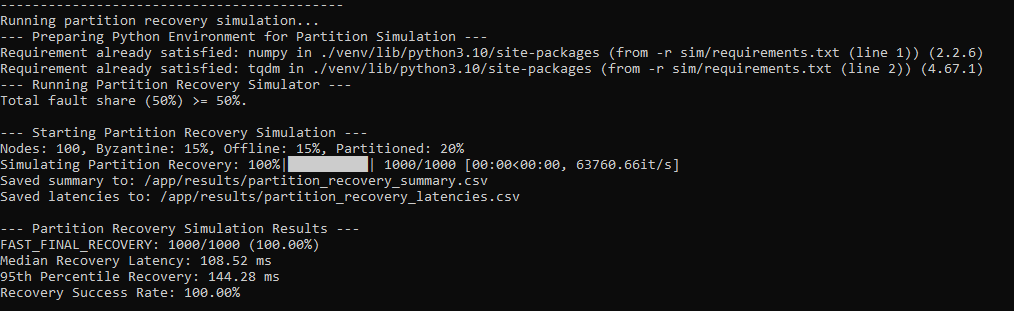 ------------------------------------------
Running partition recovery simulation...
--- Preparing Python Environment for Partition Simulation ---
Requirement already satisfied: numpy in ./venv/lib/python3.10/site-packages (from -r sim/requirements.txt (line 1)) (2.2.6)
Requirement already satisfied: tqdm in ./venv/lib/python3.10/site-packages (from -r sim/requirements.txt (line 2)) (4.67.1)
--- Running Partition Recovery Simulator ---
Total fault share (50%) >= 50%.
--- Starting Partition Recovery Simulation ---
Nodes: 100, Byzantine: 15%, Offline: 15%, Partitioned: 20%
Simulating Partition Recovery: 100%|██████████| 1000/1000 [00:00<00:00, 63760.66it/s]
Saved summary to: /app/results/partition_recovery_summary.csv
Saved latencies to: /app/results/partition_recovery_latencies.csv
--- Partition Recovery Simulation Results ---
FAST_FINAL_RECOVERY: 1000/1000 (100.00%)
Median Recovery Latency: 108.52 ms
95th Percentile Recovery: 144.28 ms
Recovery Success Rate: 100.00%